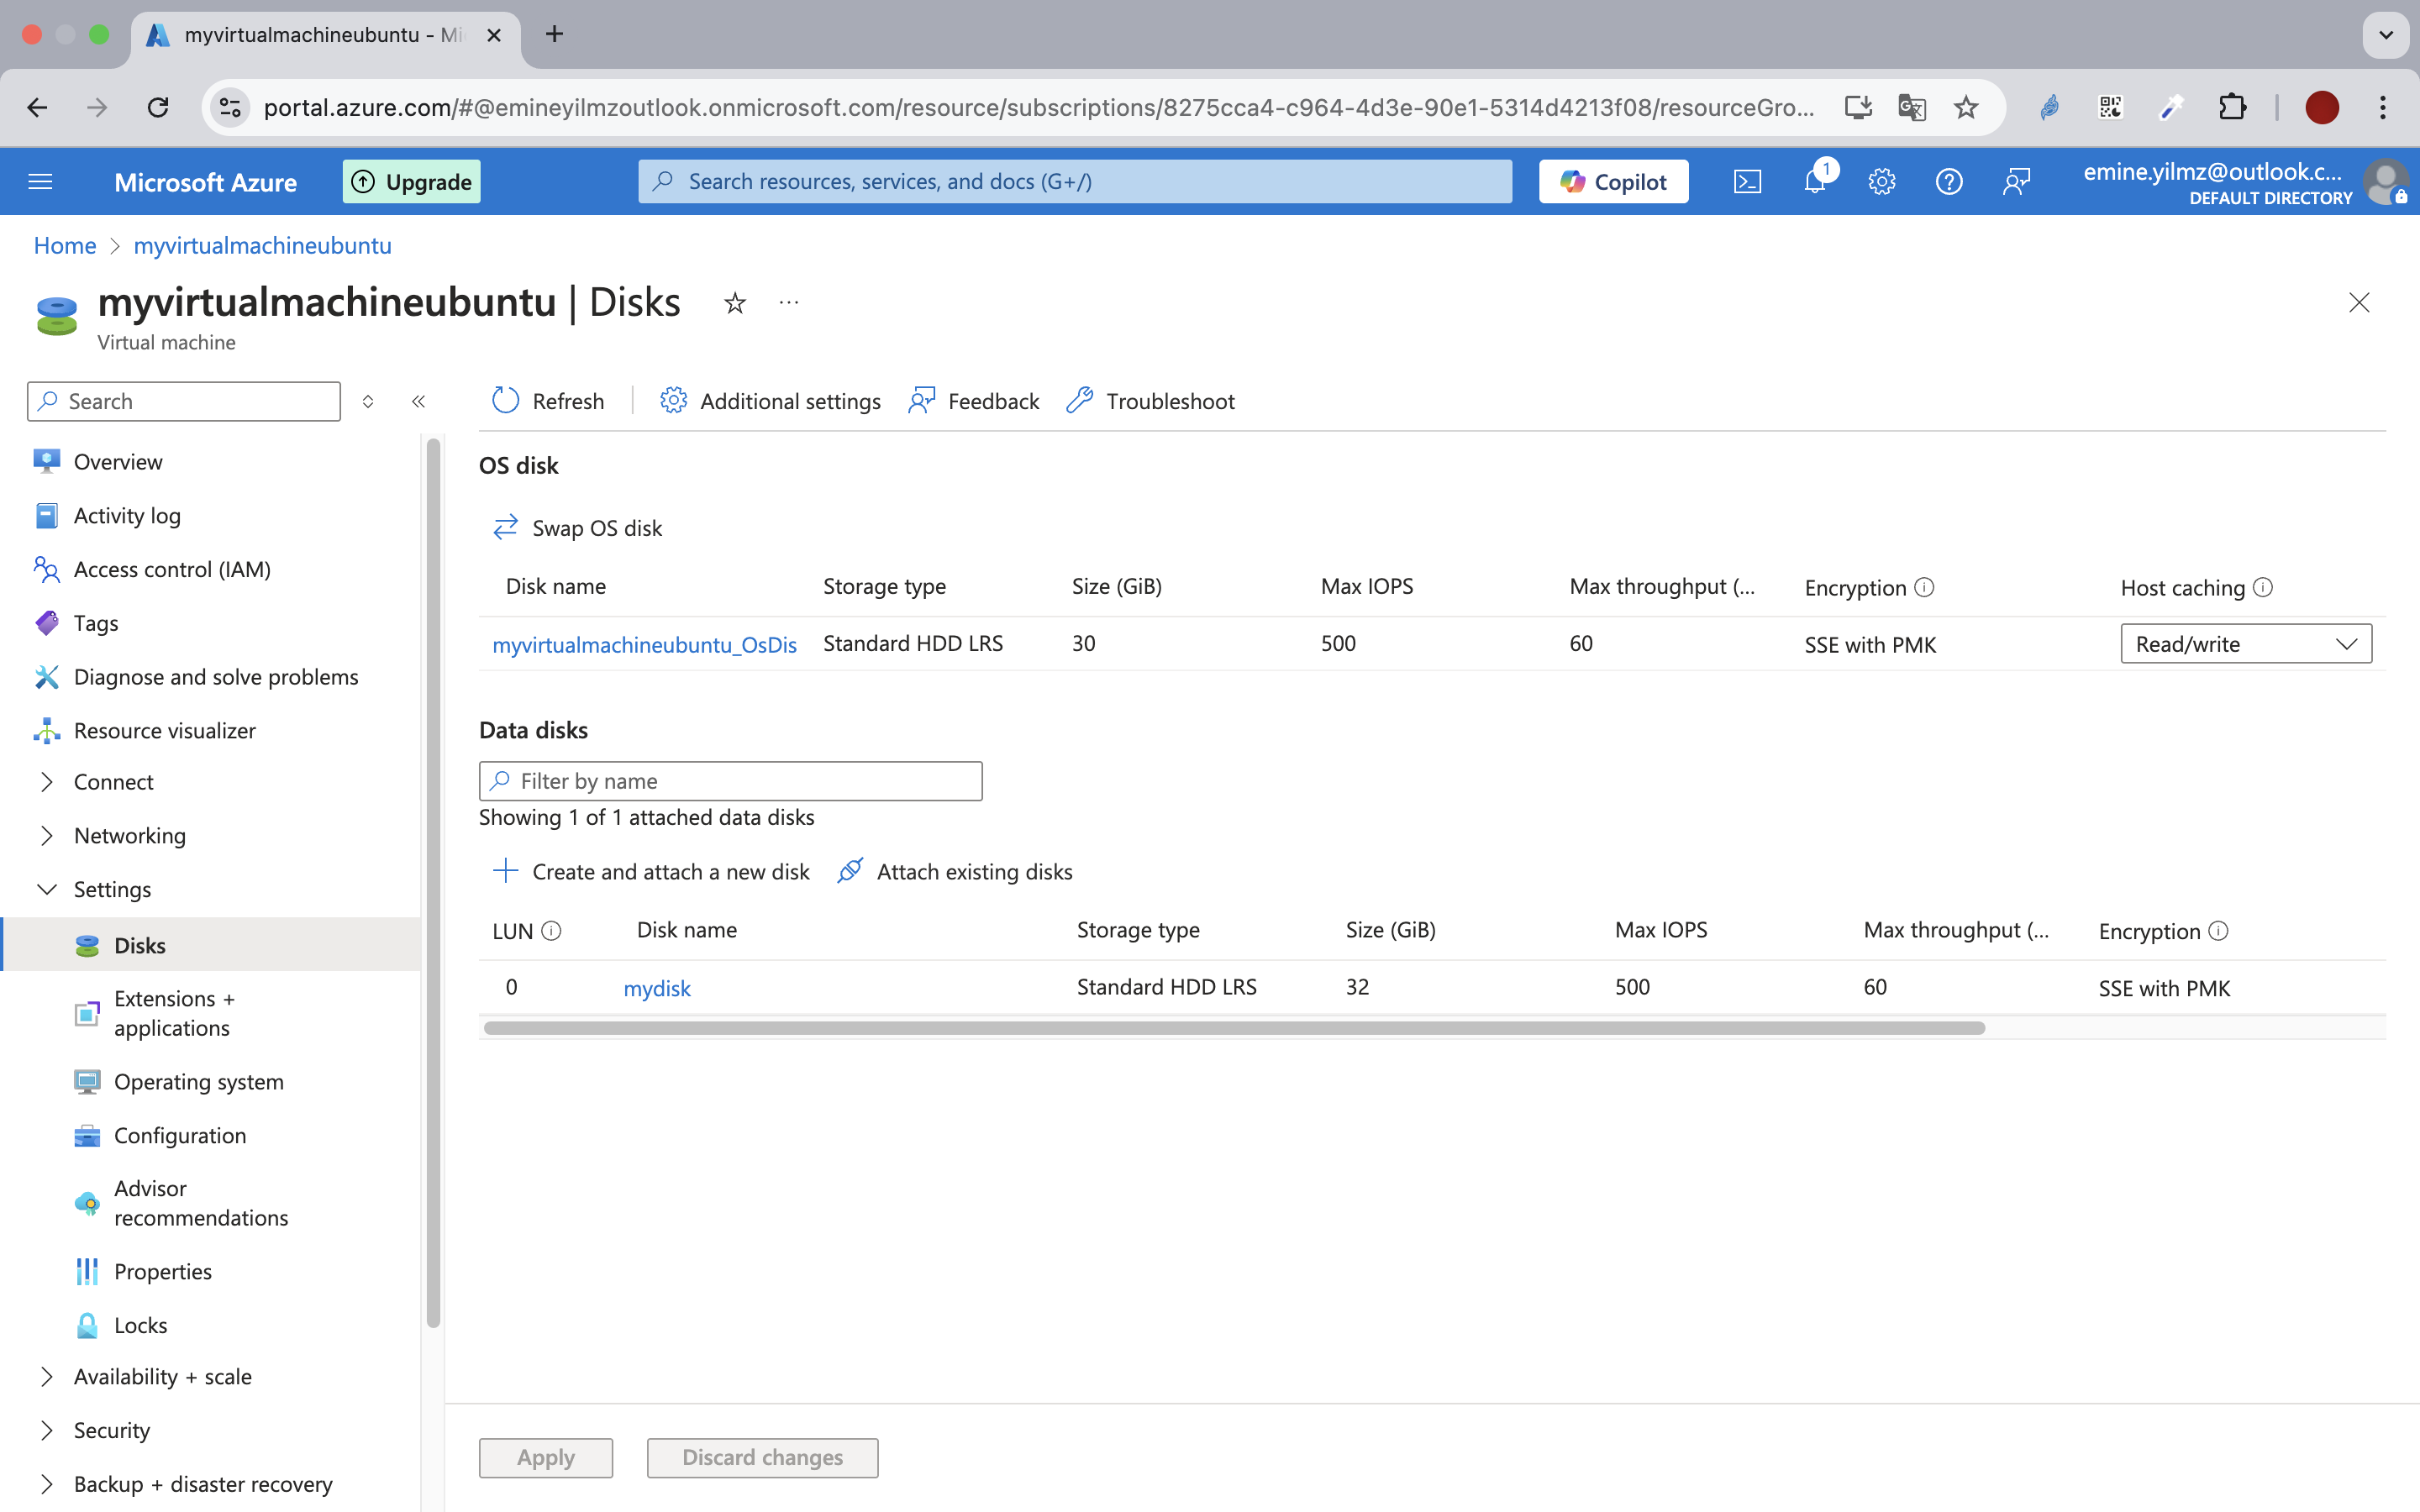 myvirtualmachineubuntu - Mi
portal.azure.com/#@emineyilmzoutlook.onmicrosoft.com/resource/subscriptions/8275cca4-c964-4d3e-90e1-5314d4213f08/resourceGro...
Microsoft Azure
Upgrade
Search resources, services, and docs (G+/)
Copilot
1
emine.yilmz@outlook.c...
DEFAULT DIRECTORY
Home > myvirtualmachineubuntu
myvirtualmachineubuntu | Disks
Virtual machine
Search
Refresh
Additional settings
Feedback
Troubleshoot
Overview
Activity log
Access control (IAM)
Tags
Diagnose and solve problems
Resource visualizer
Connect
Networking
Settings
Disks
Extensions +
applications
Operating system
Configuration
Advisor
recommendations
Properties
Locks
Availability + scale
Security
Backup + disaster recovery
OS disk
Swap OS disk
Disk name Storage type Size (GiB) Max IOPS Max throughput (... Encryption Host caching
myvirtualmachineubuntu_OsDis Standard HDD LRS 30 500 60 SSE with PMK Read/write
Data disks
Filter by name
Showing 1 of 1 attached data disks
Create and attach a new disk Attach existing disks
LUN Disk name Storage type Size (GiB) Max IOPS Max throughput (... Encryption
0 mydisk Standard HDD LRS 32 500 60 SSE with PMK
Apply Discard changes